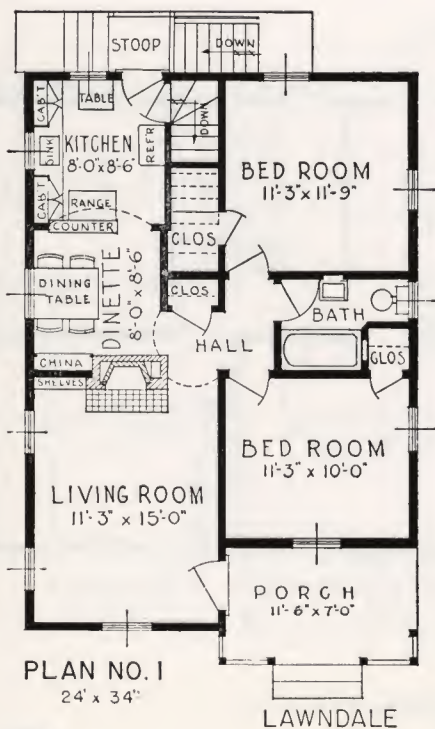 STOOP
DOWN
CAB'T
TABLE
SINK
KITCHEN
8'-0" x 8'-6"
REFR
DOWN
CAB'T
RANGE
COUNTER
BED ROOM
11'-3" x 11'-9"
CLOS
DINING
TABLE
DINETTE
8'-0" x 8'-6"
CLOS.
HALL
BATH
CLOS
CHINA
SHELVES
BED ROOM
11'-3" x 10'-0"
LIVING ROOM
11'-3" x 15'-0"
PORCH
11'-6" x 7'-0"
PLAN NO. 1
24' x 34'
LAWNDALE